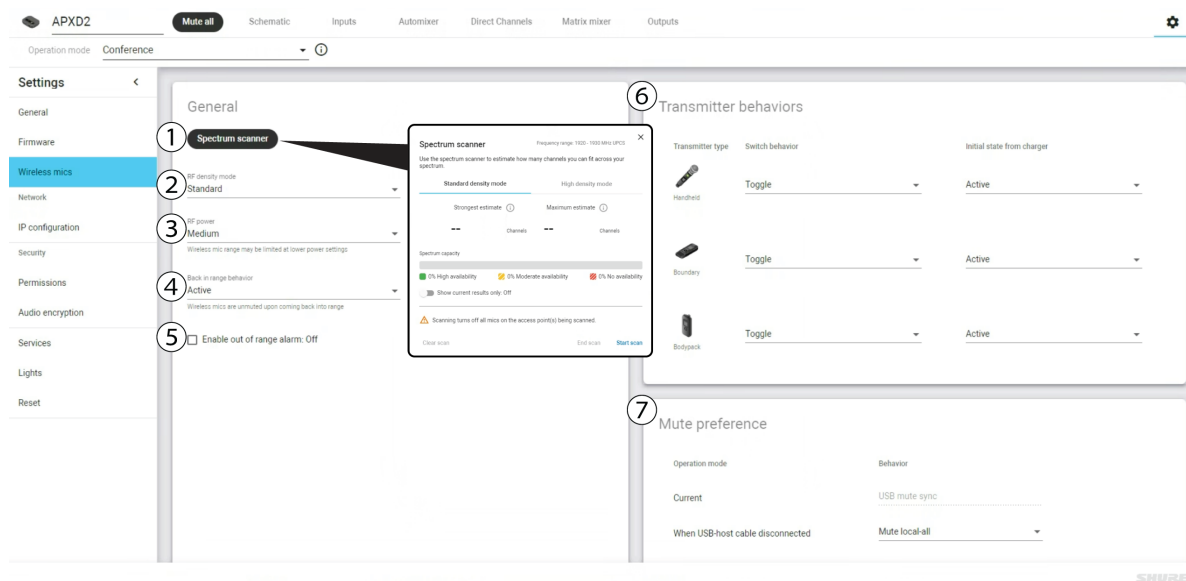 APXD2
Mute all
Schematic
Inputs
Automixer
Direct Channels
Matrix mixer
Outputs
Operation mode
Conference
Settings
General
Firmware
Wireless mics
Network
IP configuration
Security
Permissions
Audio encryption
Services
Lights
Reset
General
1
Spectrum scanner
2
RF density mode
Standard
3
RF power
Medium
Wireless mic range may be limited at lower power settings
4
Back in range behavior
Active
Wireless mics are unmuted upon coming back into range
5
Enable out of range alarm: Off
Spectrum scanner
Frequency range: 1920 - 1930 MHz UPCS
Use the spectrum scanner to estimate how many channels you can fit across your
spectrum.
Standard density mode
High density mode
Strongest estimate
Maximum estimate
-- Channels
-- Channels
Spectrum capacity
0% High availability
0% Moderate availability
0% No availability
Show current results only: Off
Scanning turns off all mics on the access point(s) being scanned.
Clear scan
End scan
Start scan
6
Transmitter behaviors
Transmitter type
Switch behavior
Initial state from charger
Handheld
Toggle
Active
Boundary
Toggle
Active
Bodypack
Toggle
Active
7
Mute preference
Operation mode
Behavior
Current
USB mute sync
When USB-host cable disconnected
Mute local-all
SHURE